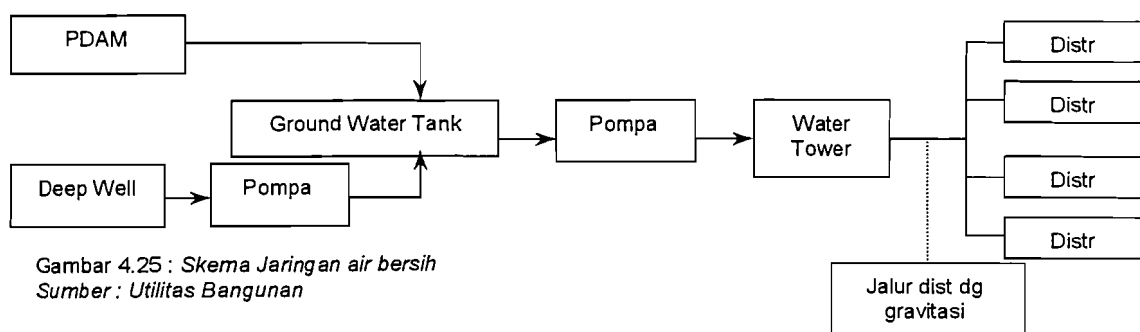 PDAM
Distr
Distr
Ground Water Tank
Pompa
Water
Tower
Distr
Deep Well
Pompa
Distr
Gambar 4.25 : Skema Jaringan air bersih
Sumber : Utilitas Bangunan
Jalur dist dg
gravitasi